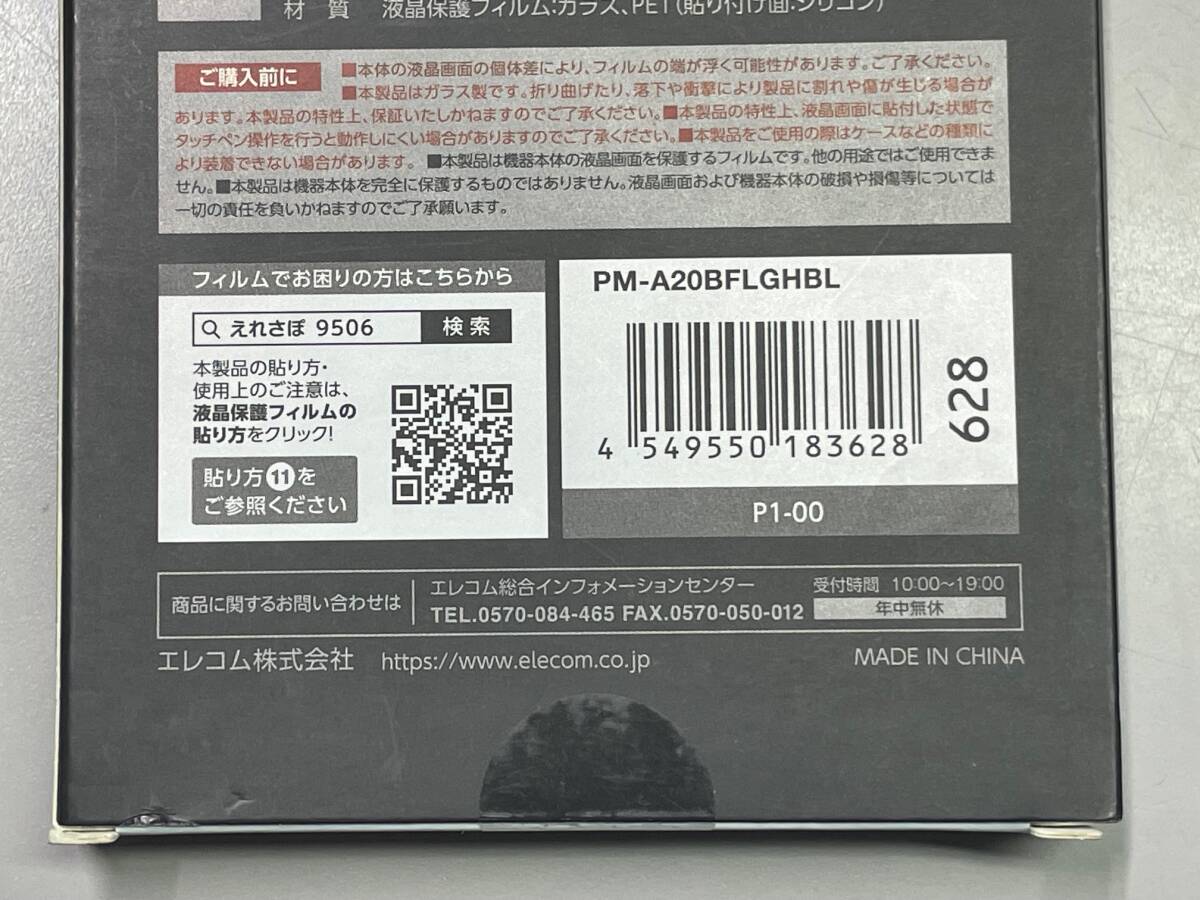 材 質 液晶保護フィルム:ガラス、PET(貼り付け面:シリコン)
ご購入前に ■本体の液晶画面の個体差により、フィルムの端が浮く可能性があります。ご了承ください。
■本製品はガラス製です。折り曲げたり、落下や衝撃により製品に割れや傷が生じる場合が
あります。本製品の特性上、保証いたしかねますのでご了承ください。■本製品の特性上、液晶画面に貼付した状態で
タッチペン操作を行うと動作しにくい場合がありますのでご了承ください。■本製品をご使用の際はケースなどの種類に
より装着できない場合があります。 ■本製品は機器本体の液晶画面を保護するフィルムです。他の用途ではご使用できま
せん。■本製品は機器本体を完全に保護するものではありません。液晶画面および機器本体の破損や損傷等については
一切の責任を負いかねますのでご了承願います。
フィルムでお困りの方はこちらから
えれさぽ 9506 検索
本製品の貼り方・
使用上のご注意は、
液晶保護フィルムの
貼り方をクリック!
貼り方⑪を
ご参照ください
PM-A20BFLGHBL
4 549550 183628
628
P1-00
商品に関するお問い合わせは
エレコム総合インフォメーションセンター
TEL.0570-084-465 FAX.0570-050-012
受付時間 10:00〜19:00
年中無休
エレコム株式会社 https://www.elecom.co.jp
MADE IN CHINA